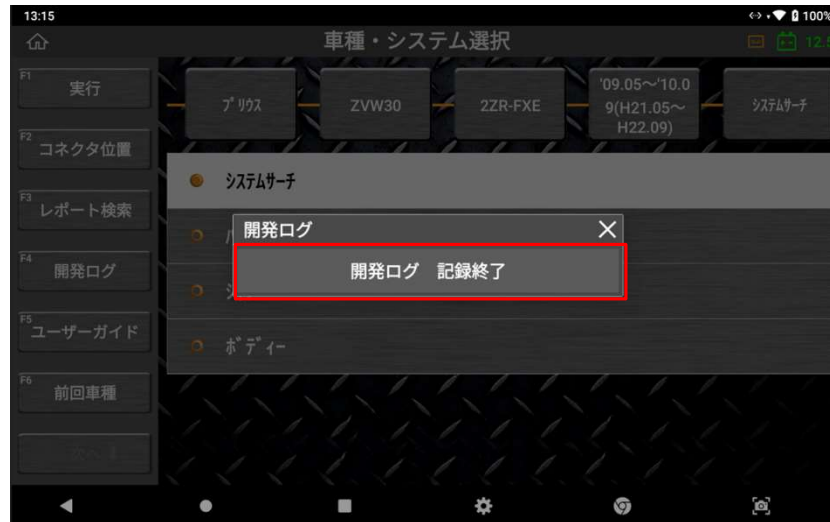 13:15
100%
車種・システム選択
12.
F1
実行
F2
コネクタ位置
F3
レポート検索
F4
開発ログ
F5
ユーザーガイド
F6
前回車種
ﾌﾟﾘｳｽ
ZVW30
2ZR-FXE
'09.05～'10.0
9(H21.05～
H22.09)
ｼｽﾃﾑｻｰﾁ
ｼｽﾃﾑｻｰﾁ
開発ログ
開発ログ 記録終了
ﾎﾞﾃﾞｨｰ